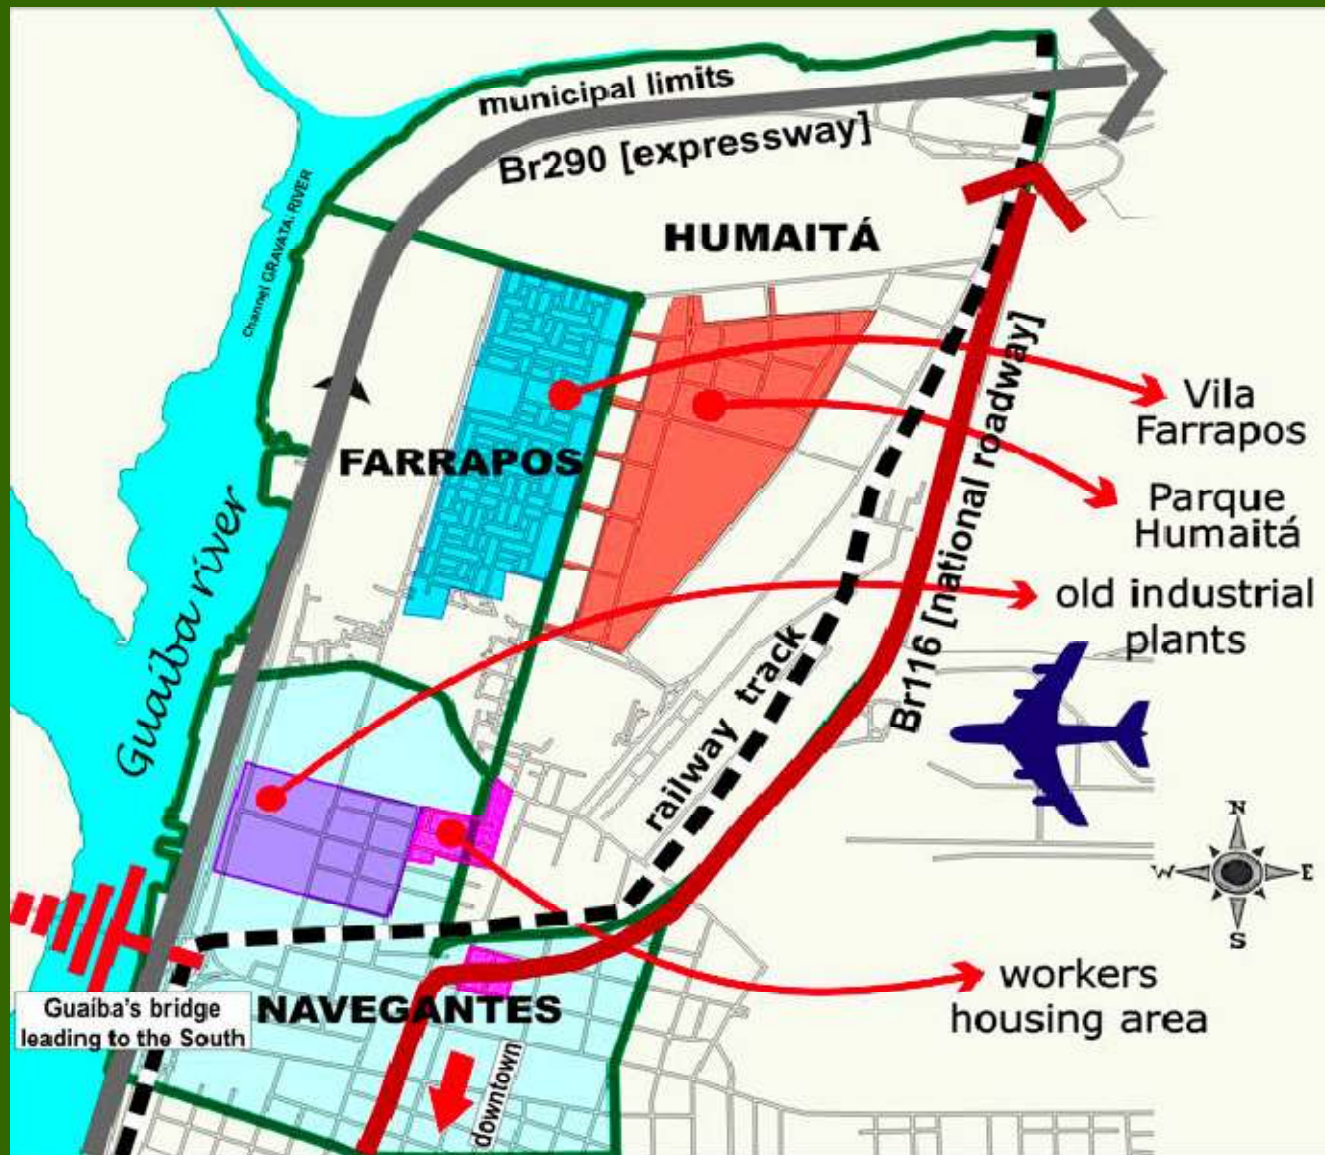 municipal limits
Br290 [expressway]
Channel GRAVATAI RIVER
HUMAITÁ
FARRAPOS
Br116 [national roadway]
Vila
Farrapos
Parque
Humaitá
old industrial
plants
Guaíba river
railway track
N
W
E
S
workers
housing area
Guaíba's bridge
leading to the South
NAVEGANTES
downtown